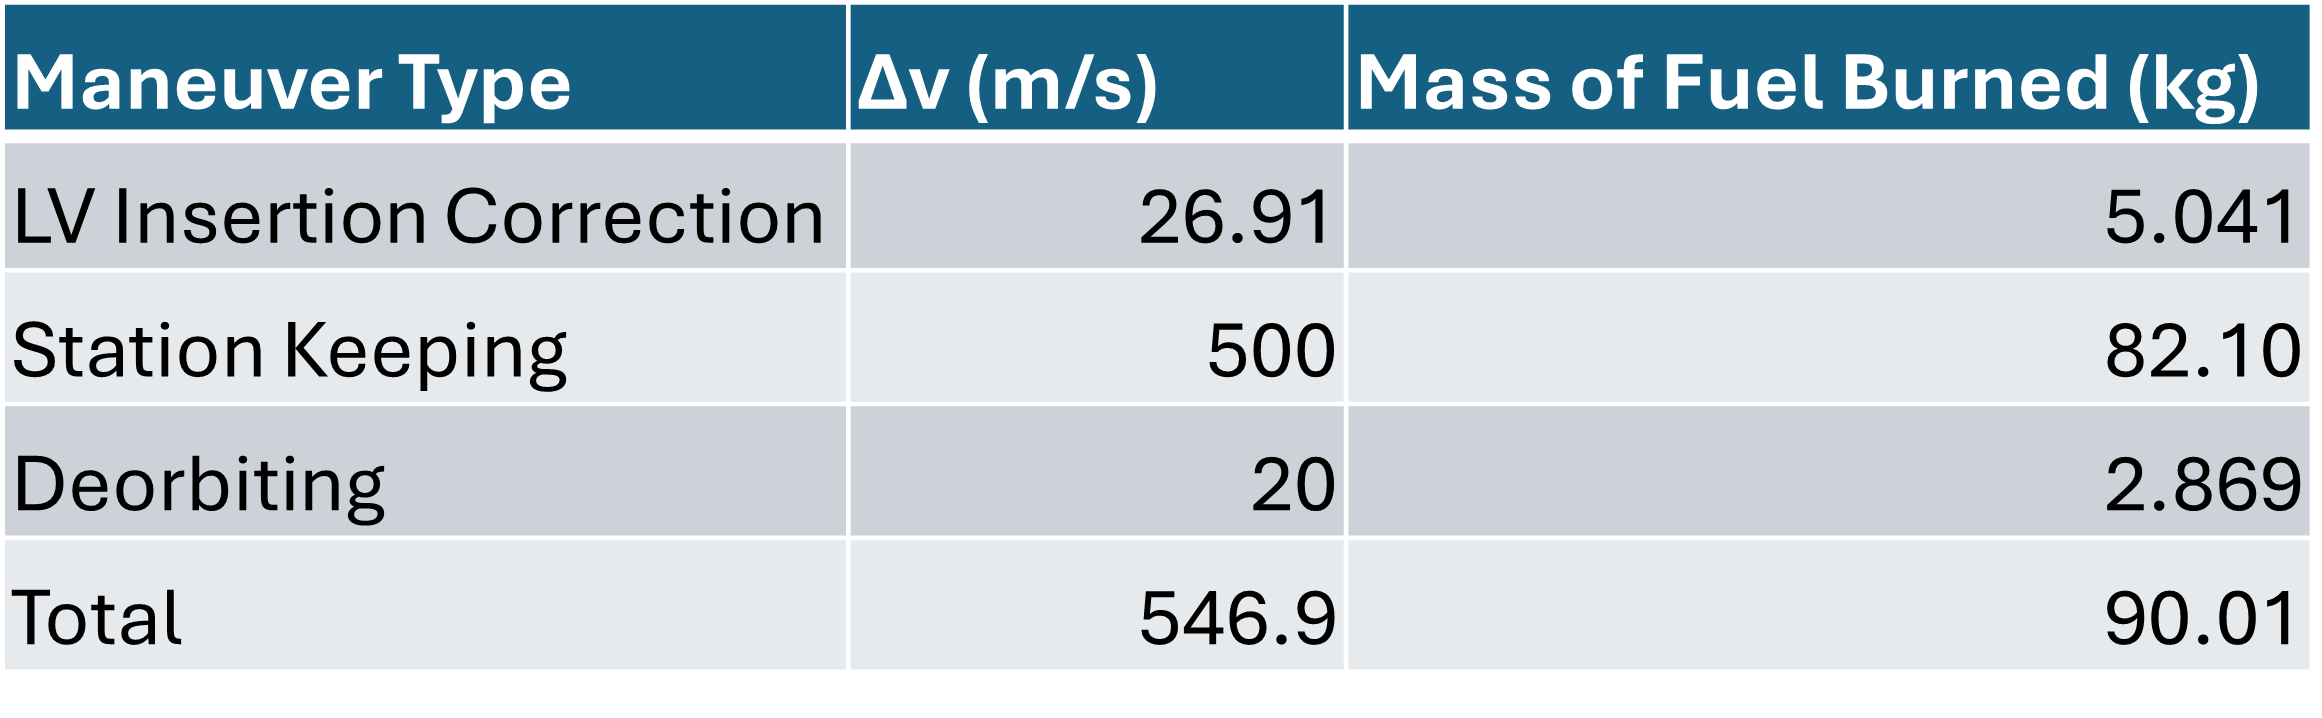 Maneuver Type Δv (m/s) Mass of Fuel Burned (kg)
LV Insertion Correction 26.91 5.041
Station Keeping 500 82.10
Deorbiting 20 2.869
Total 546.9 90.01